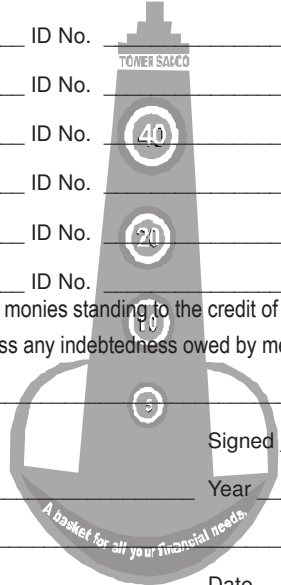 ID No.
TOWER SACCO
ID No.
ID No.
40
ID No.
ID No.
20
ID No.
monies standing to the credit of
10
ss any indebtedness owed by me
5
Signed
Year
A basket for all your financial needs,
Date